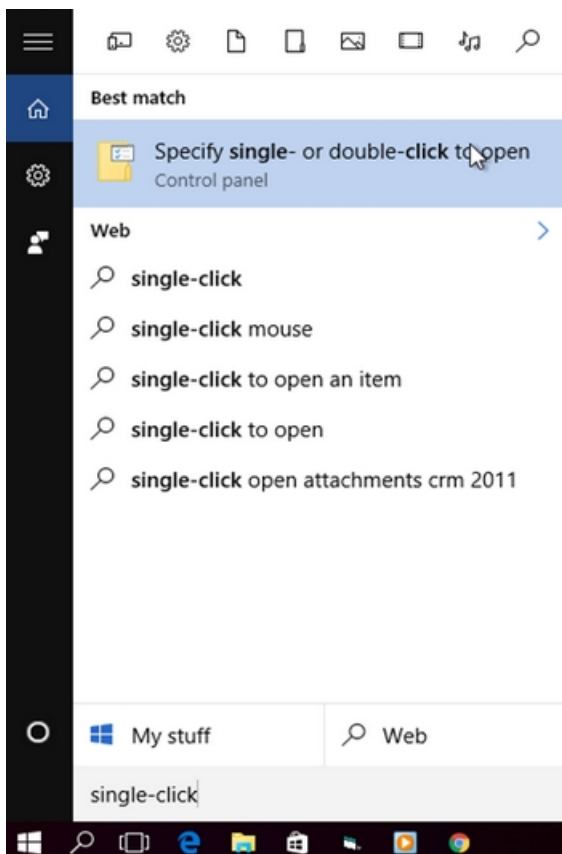 Best match
Specify single- or double-click to open
Control panel
Web
single-click
single-click mouse
single-click to open an item
single-click to open
single-click open attachments crm 2011
My stuff
Web
single-click